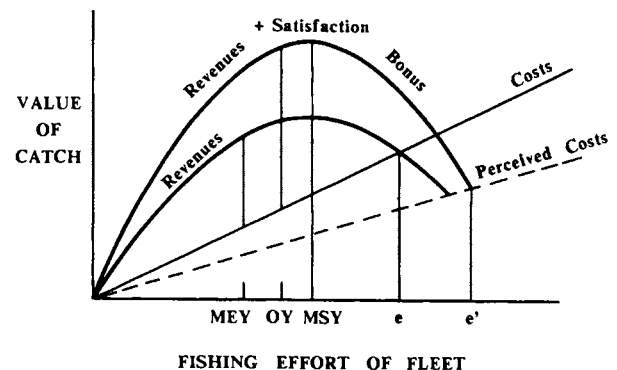 + Satisfaction
Revenues
Bonus
Costs
VALUE
OF
CATCH
Revenues
Perceived Costs
MEY OY MSY e e'
FISHING EFFORT OF FLEET